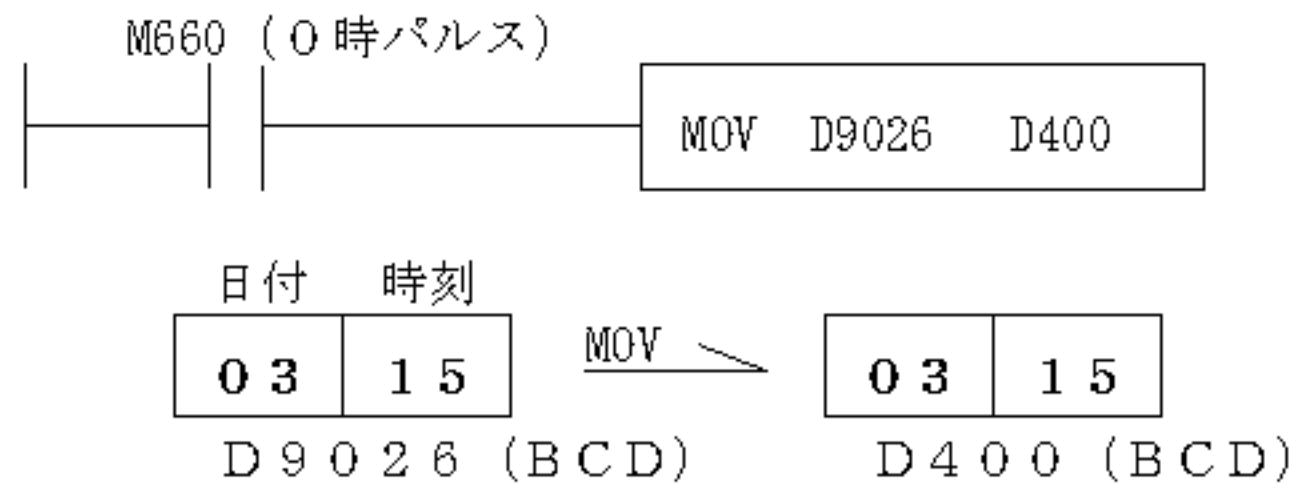 M660 (０時パルス)
MOV D9026 D400
日付 時刻
０３ １５ MOV ０３ １５
Ｄ９０２６ (ＢＣＤ) Ｄ４００ (ＢＣＤ)